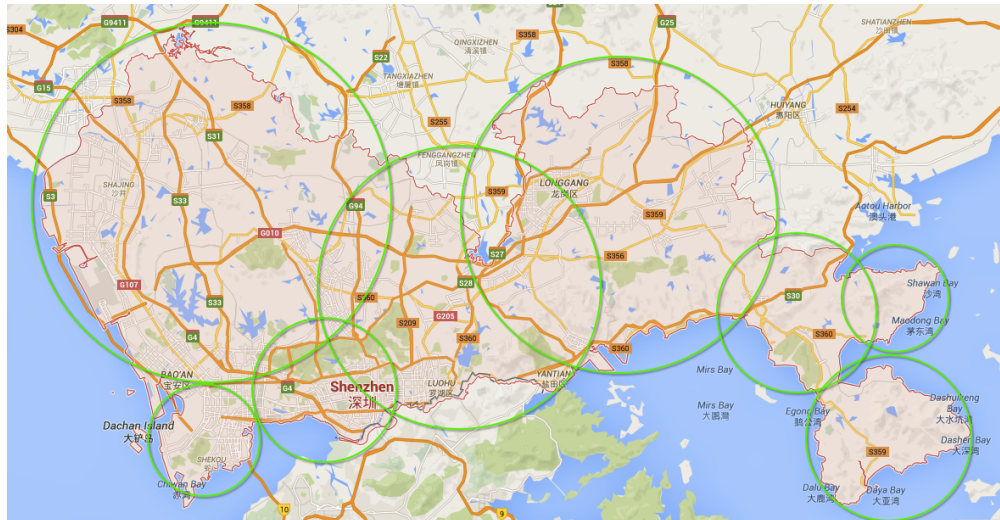 G9411
G9411
S304
G25
SHATIANZHEN
沙田镇
QINGXIZHEN
清溪镇
S358
S22
S358
TANGXIAZHEN
塘厦镇
G15
S358
S358
HUIYANG
惠阳区
S254
S255
S31
FENGGANGZHEN
凤岗镇
SHAJING
沙井
S3
S33
G94
S359
LONGGANG
龙岗区
S359
Aotou Harbor
澳头港
G010
S27
S356
G107
S28
Shawan Bay
沙湾
S33
S360
S30
G205
S209
Maodong Bay
茅东湾
G4
S360
S360
S360
BAO'AN
宝安区
G4
Shenzhen
深圳
LUOHU
罗湖区
YANTIAN
盐田区
Mirs Bay
Mirs Bay
大鹏灣
Egong Bay
鹅公湾
Dashuikeng
Bay
大水坑湾
Dachan Island
大铲岛
Dashen Bay
大深湾
SHEKOU
S359
Chiwan Bay
赤湾
Dalu Bay
大鹿湾
Daya Bay
大亚湾
10
9